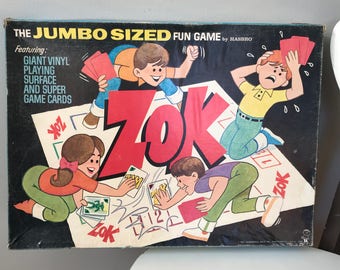 THE JUMBO SIZED FUN GAME by HASBRO
Featuring:
GIANT VINYL
PLAYING
SURFACE
AND SUPER
GAME CARDS
ZOK
ZOK
ZOK